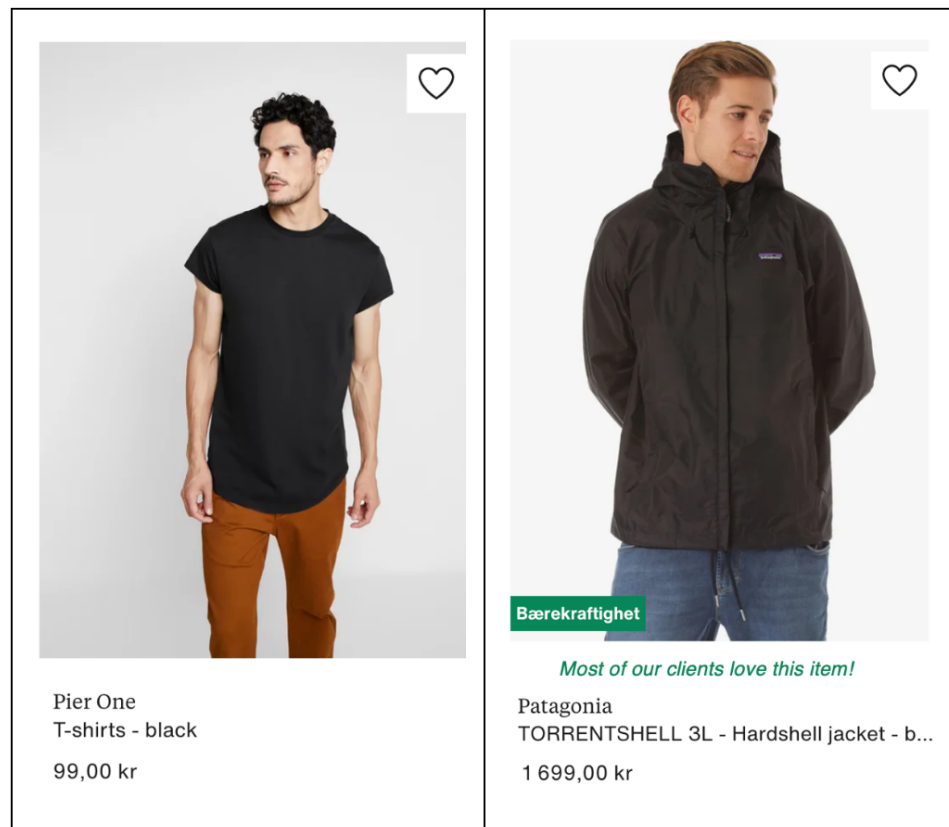 Pier One
T-shirts - black
99,00 kr
Bærekraftighet
Most of our clients love this item!
Patagonia
TORRENTSHELL 3L - Hardshell jacket - b...
1 699,00 kr